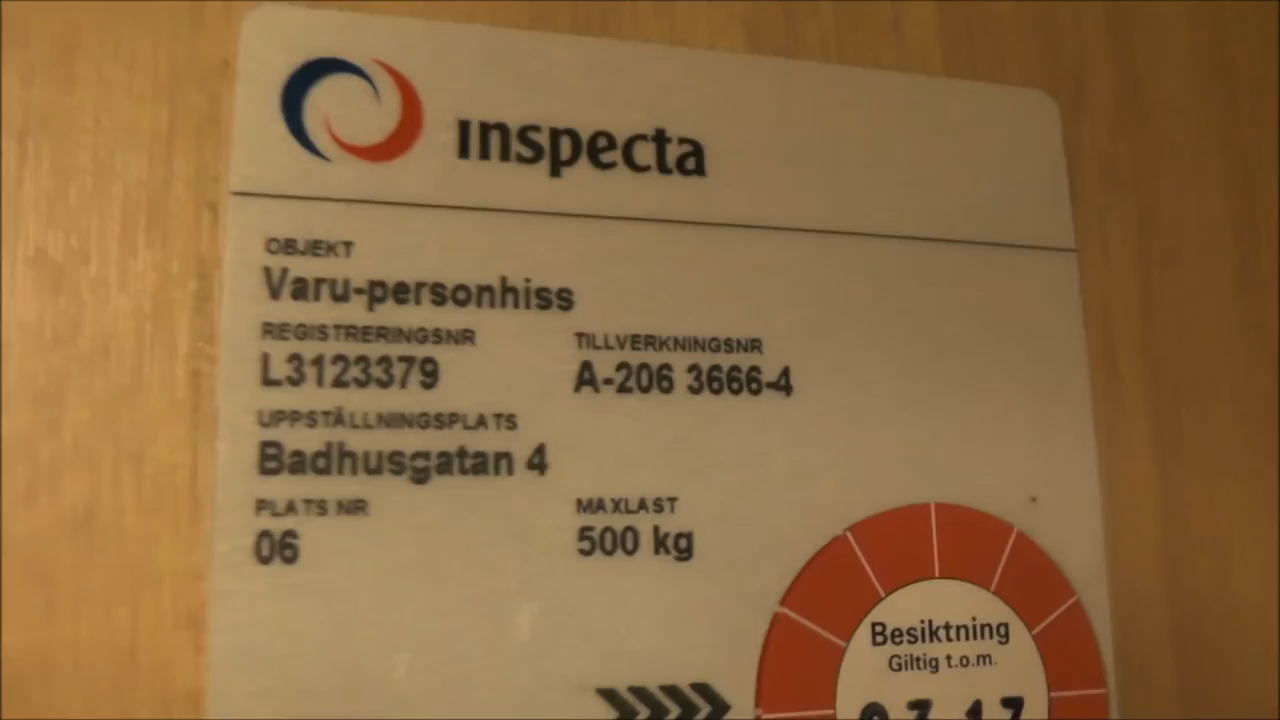 inspecta
OBJEKT
Varu-personhiss
REGISTRERINGSNR TILLVERKNINGSNR
L3123379 A-206 3666-4
UPPSTÄLLNINGSPLATS
Badhusgatan 4
PLATS NR MAXLAST
06 500 kg
Besiktning
Giltig t.o.m.